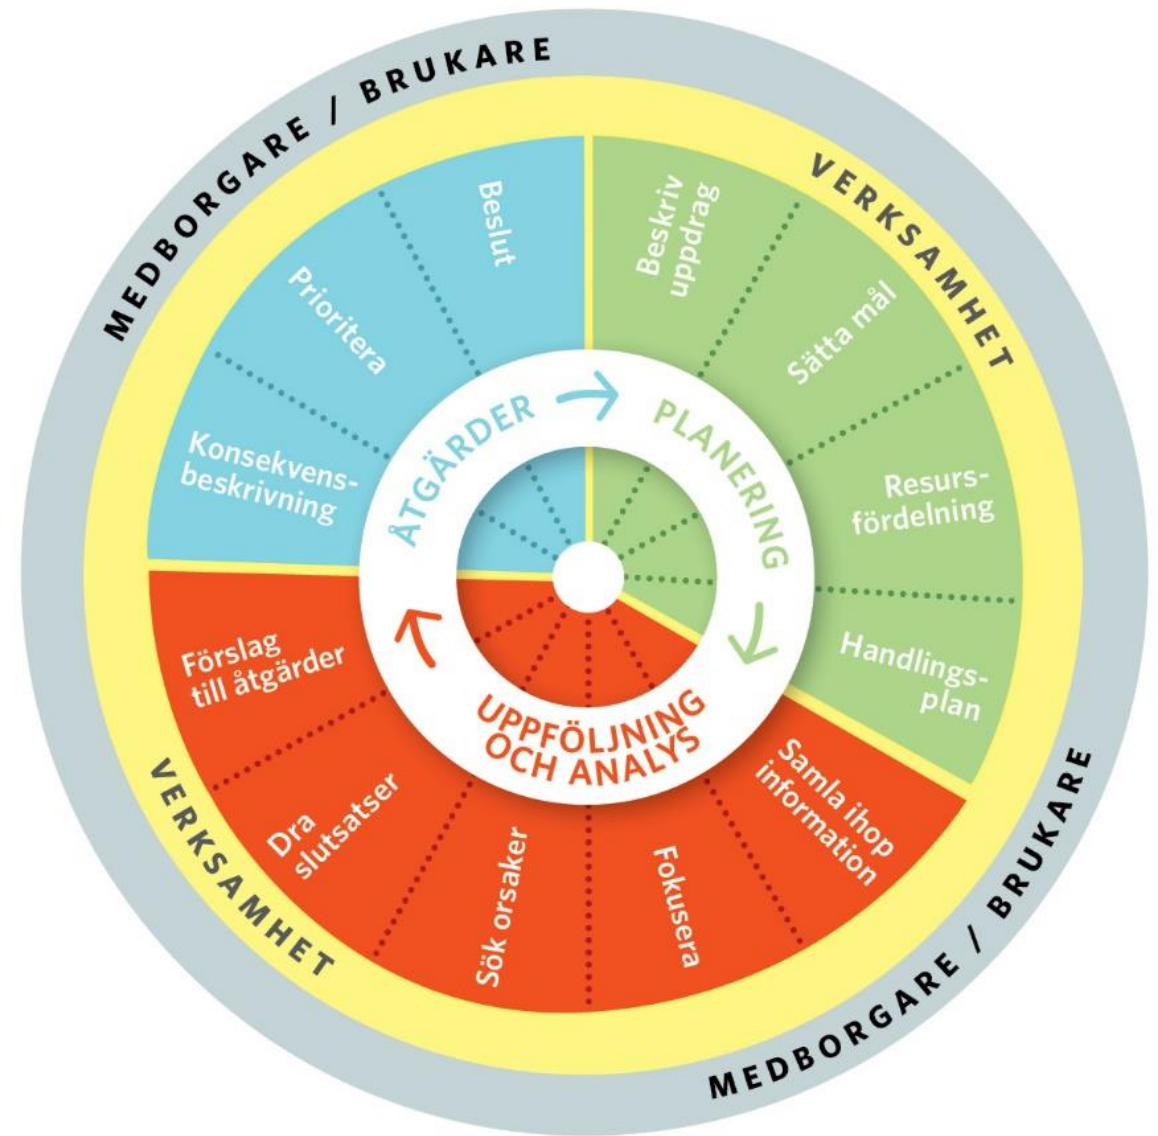 MEDBORGARE / BRUKARE
VERKSAMHET
Beslut
Beskriv
uppdrag
Prioritera
Sätta mål
Konsekvens-
beskrivning
Resurs-
fördelning
ÅTGÄRDER
PLANERING
Handlings-
plan
Förslag
till åtgärder
UPPFÖLJNING
OCH ANALYS
Samla ihop
information
Dra
slutsatser
Sök orsaker
Fokusera
VERKSAMHET
MEDBORGARE / BRUKARE